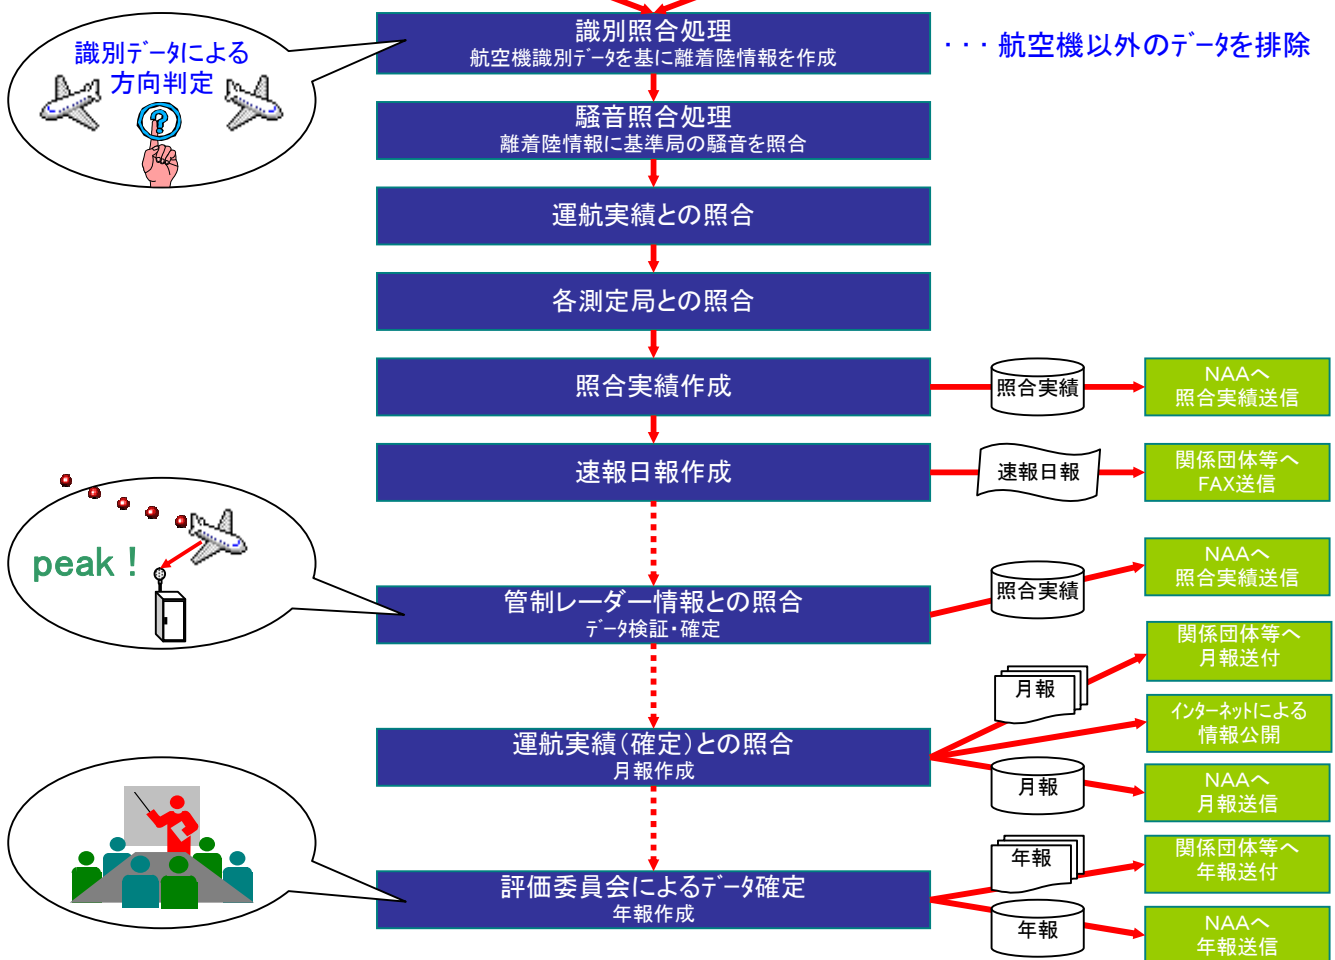 識別照合処理
航空機識別データを基に離着陸情報を作成
・・・航空機以外のデータを排除
識別データによる
方向判定
?
騒音照合処理
離着陸情報に基準局の騒音を照合
運航実績との照合
各測定局との照合
照合実績作成
照合実績
NAAへ
照合実績送信
速報日報作成
速報日報
関係団体等へ
FAX送信
peak!
管制レーダー情報との照合
データ検証・確定
照合実績
NAAへ
照合実績送信
運航実績(確定)との照合
月報作成
月報
関係団体等へ
月報送付
インターネットによる
情報公開
月報
NAAへ
月報送信
評価委員会によるデータ確定
年報作成
年報
関係団体等へ
年報送付
年報
NAAへ
年報送信